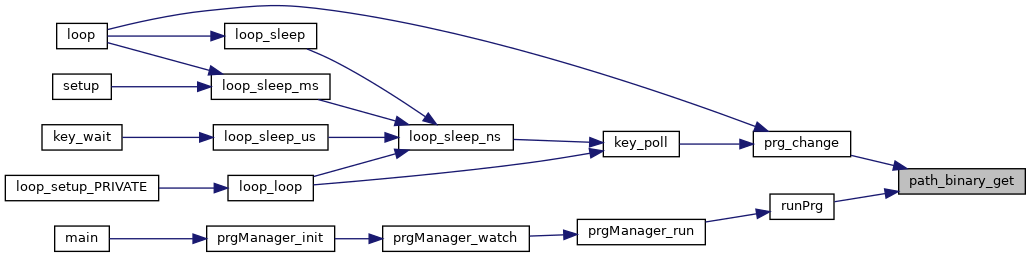 loop
loop_sleep
setup
loop_sleep_ms
key_wait
loop_sleep_us
loop_sleep_ns
key_poll
prg_change
path_binary_get
loop_setup_PRIVATE
loop_loop
runPrg
main
prgManager_init
prgManager_watch
prgManager_run